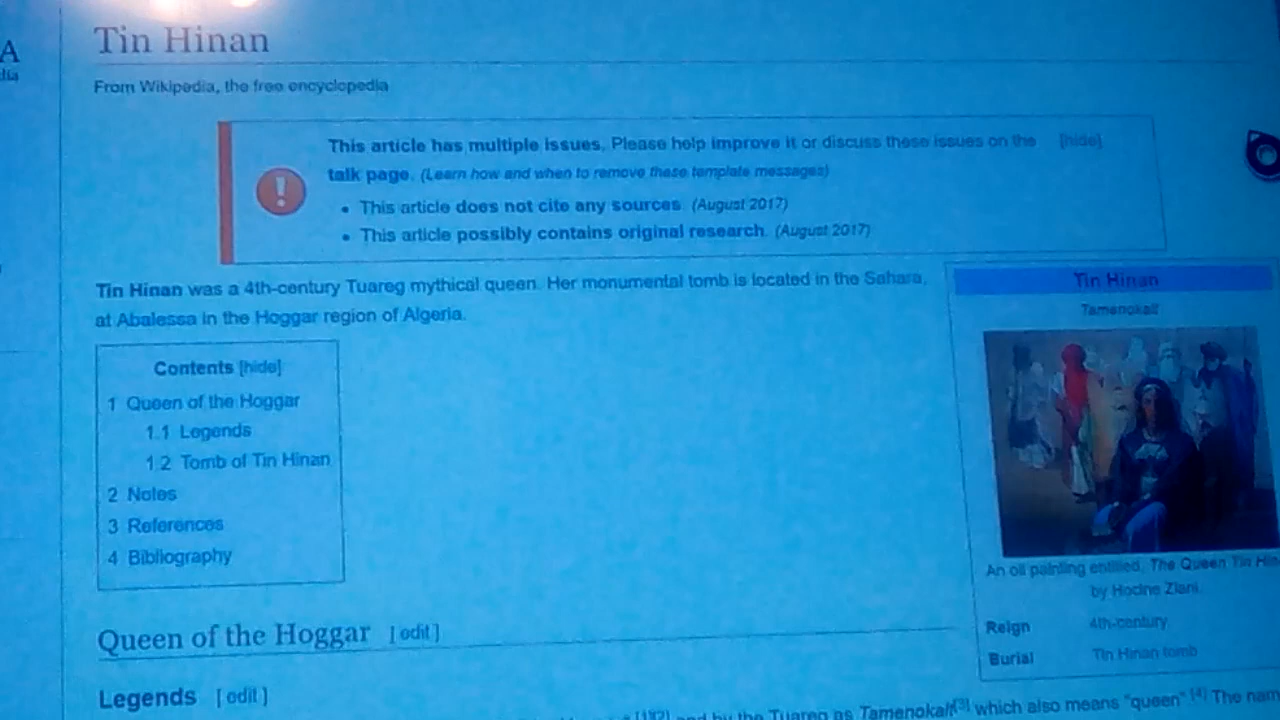 Tin Hinan
From Wikipedia, the free encyclopedia
This article has multiple issues. Please help improve it or discuss these issues on the [hide]
talk page. (Learn how and when to remove these template messages)
• This article does not cite any sources. (August 2017)
• This article possibly contains original research. (August 2017)
Tin Hinan was a 4th-century Tuareg mythical queen. Her monumental tomb is located in the Sahara,
at Abalessa in the Hoggar region of Algeria.
Contents [hide]
1 Queen of the Hoggar
1.1 Legends
1.2 Tomb of Tin Hinan
2 Notes
3 References
4 Bibliography
Tin Hinan
Tamenokalt
An oil painting entitled, The Queen Tin
by Hocine Ziani.
Reign 4th-century
Burial Tin Hinan tomb
Queen of the Hoggar [ edit ]
Legends [ edit ]
and by the Tuareg as Tamenokalt[3] which also means "queen".[4] The